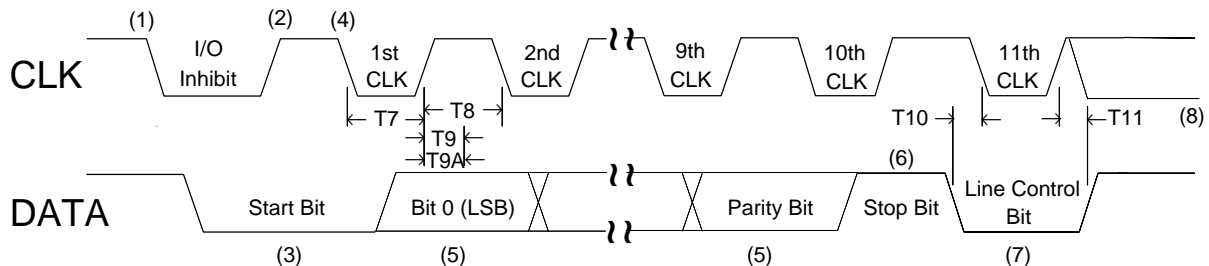 (1) (2) (4)
CLK
I/O
Inhibit
1st
CLK
2nd
CLK
9th
CLK
10th
CLK
11th
CLK
T7
T8
T9
T9A
T10
T11
(8)
DATA
Start Bit
Bit 0 (LSB)
Parity Bit
(6)
Stop Bit
Line Control
Bit
(3) (5) (5) (7)